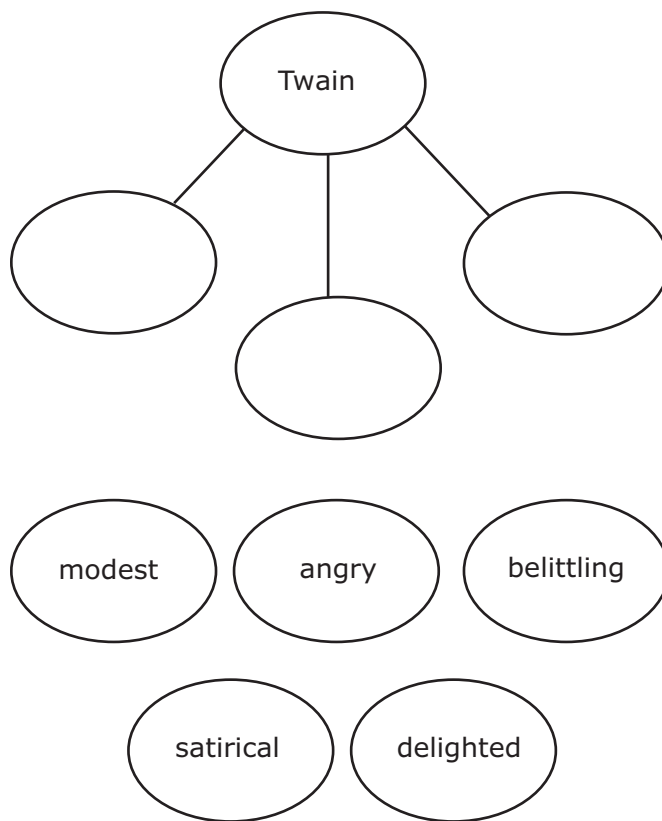 Twain
modest
angry
belittling
satirical
delighted